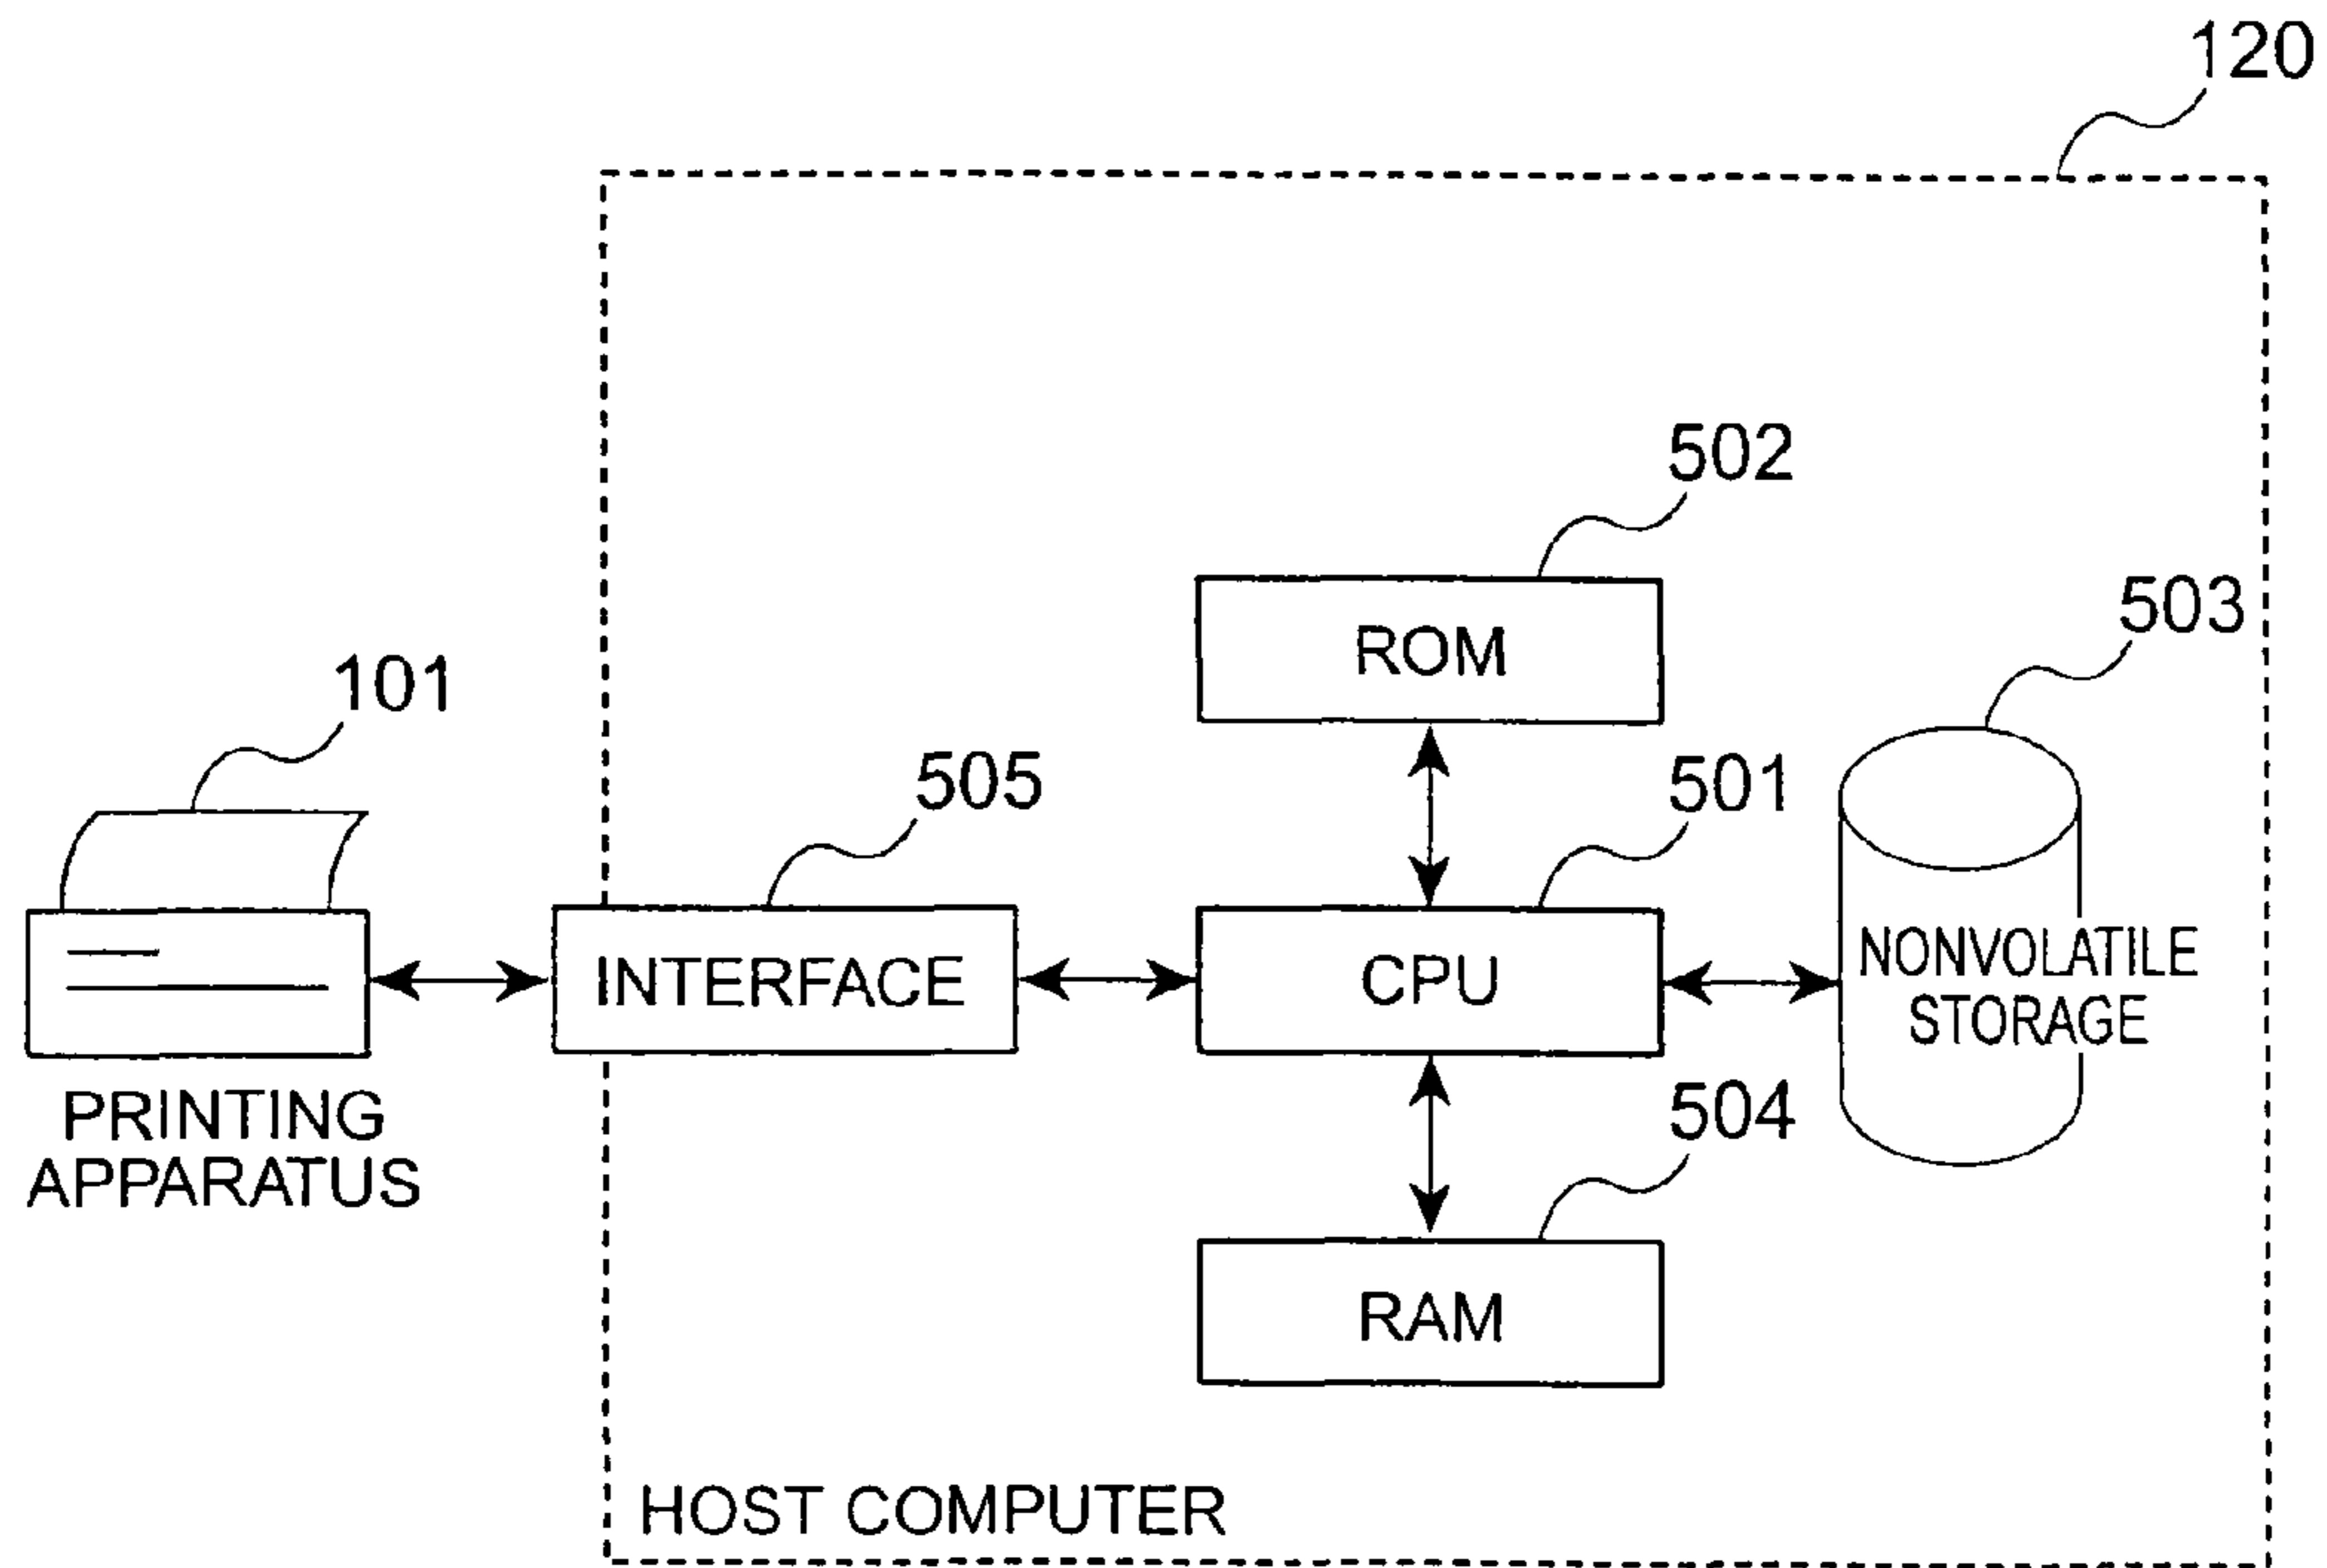 120
502
ROM
503
101
505
501
INTERFACE
CPU
NONVOLATILE
STORAGE
PRINTING
APPARATUS
504
RAM
HOST COMPUTER